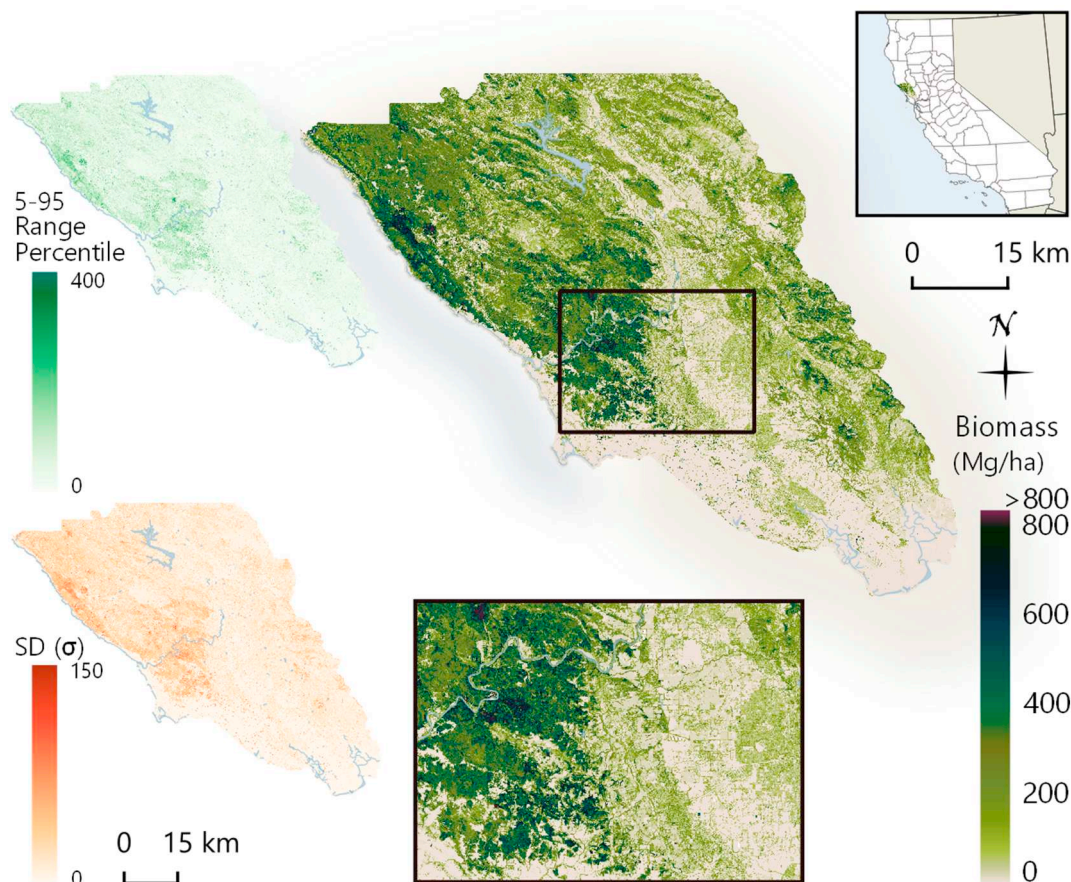 5-95
Range
Percentile
400
0
SD (σ)
150
0
0 15 km
0 15 km
N
Biomass
(Mg/ha)
>800
800
600
400
200
0